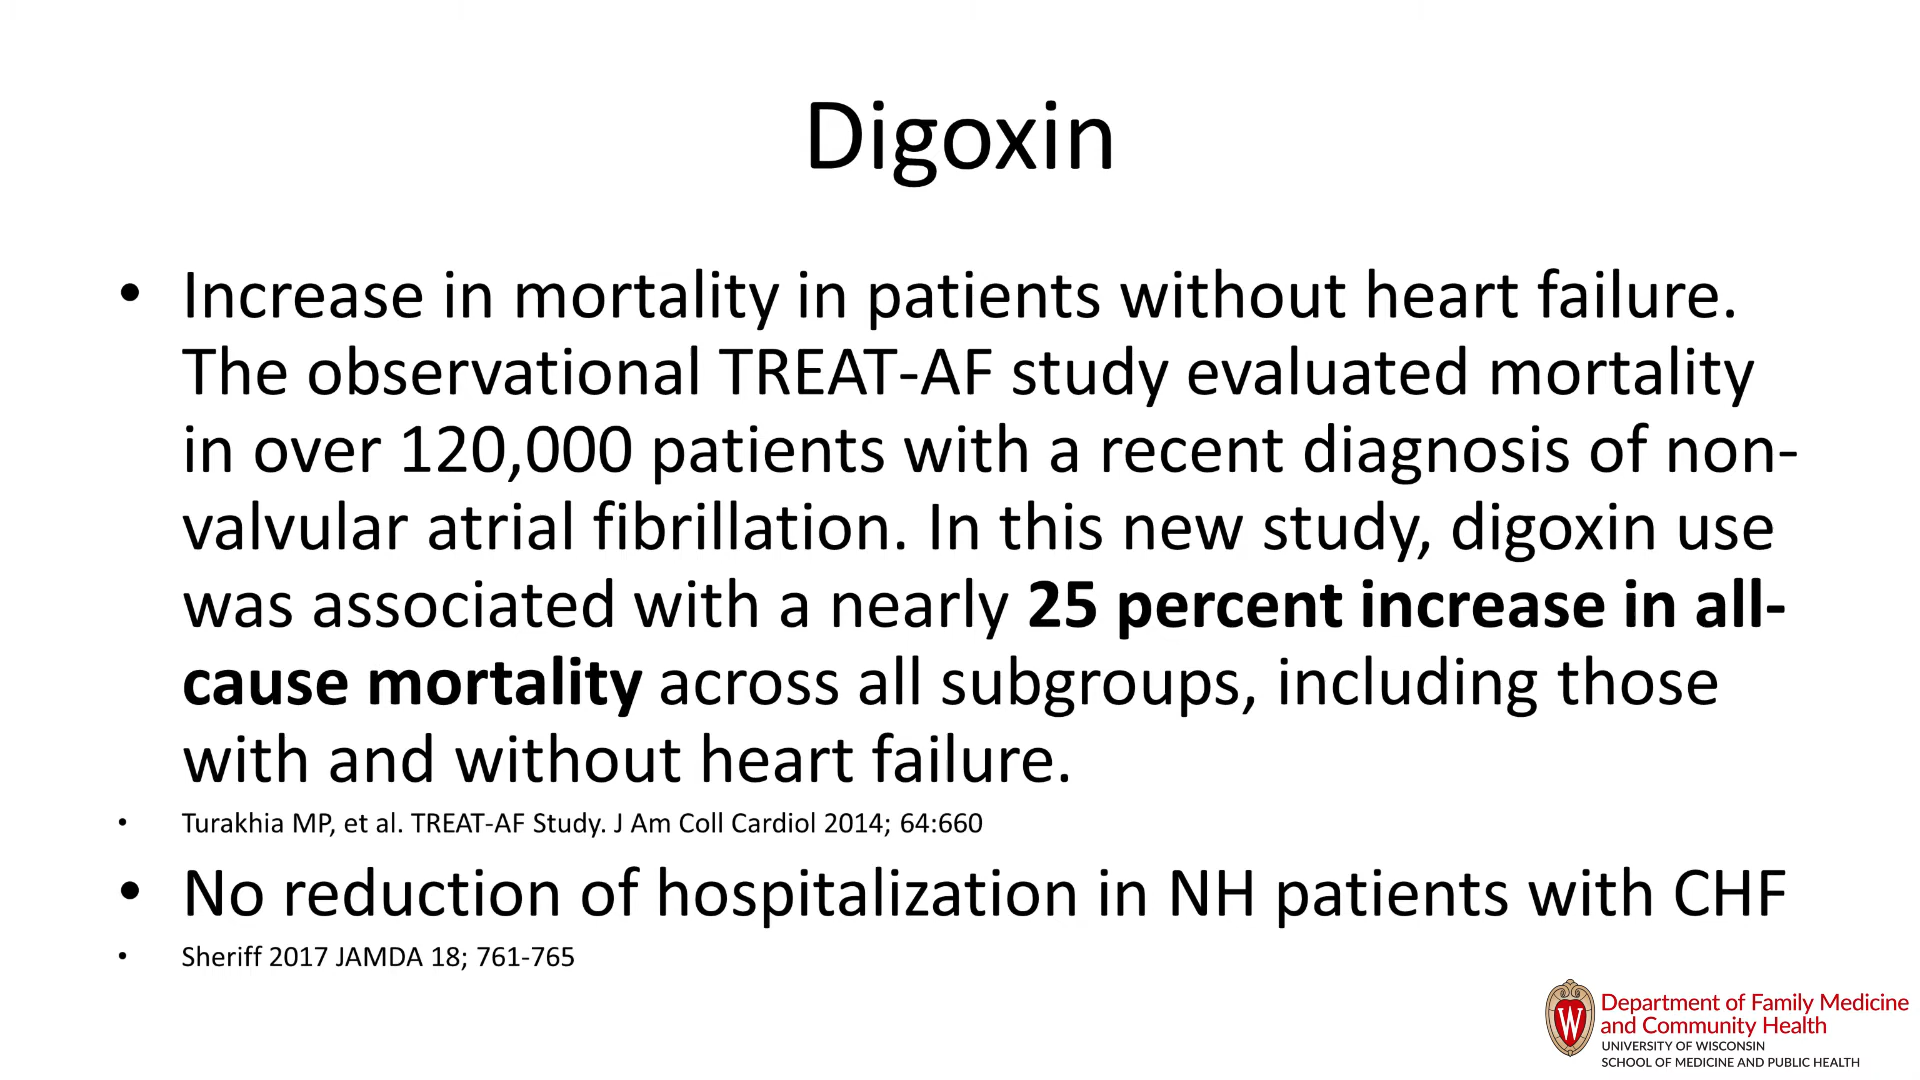 Digoxin
• Increase in mortality in patients without heart failure.
The observational TREAT-AF study evaluated mortality
in over 120,000 patients with a recent diagnosis of non-
valvular atrial fibrillation. In this new study, digoxin use
was associated with a nearly 25 percent increase in all-
cause mortality across all subgroups, including those
with and without heart failure.
• Turakhia MP, et al. TREAT-AF Study. J Am Coll Cardiol 2014; 64:660
• No reduction of hospitalization in NH patients with CHF
• Sheriff 2017 JAMDA 18; 761-765
W
Department of Family Medicine
and Community Health
UNIVERSITY OF WISCONSIN
SCHOOL OF MEDICINE AND PUBLIC HEALTH